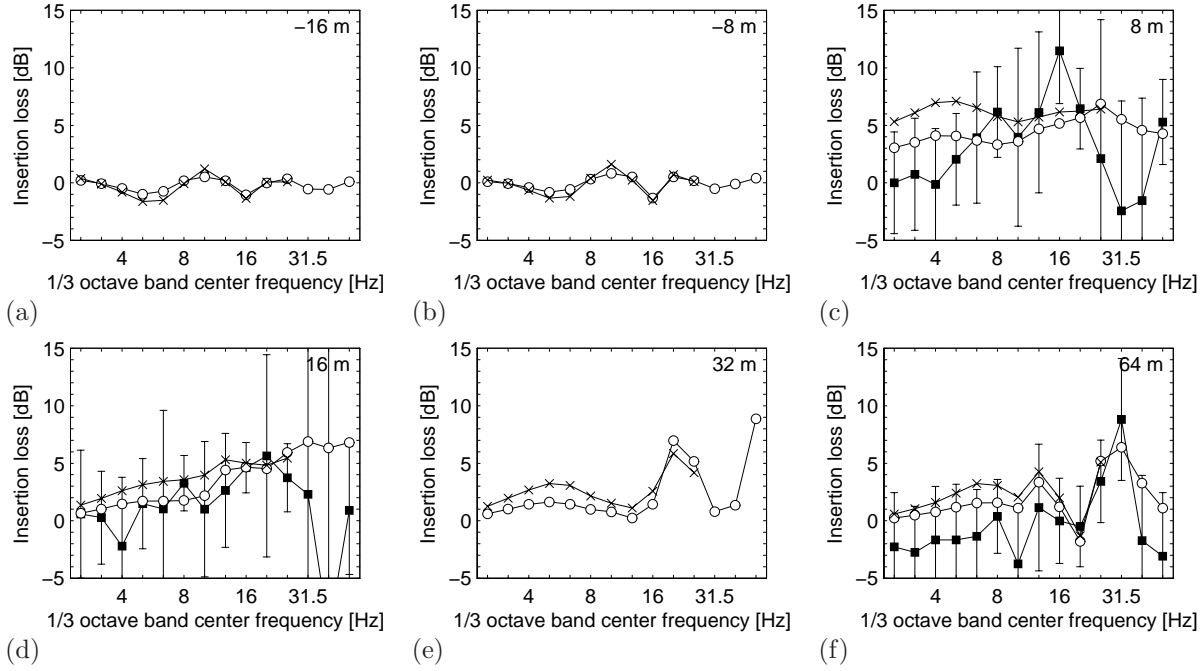 15
10
5
0
−5
Insertion loss [dB]
−16 m
4 8 16 31.5
1/3 octave band center frequency [Hz]
(a)
15
10
5
0
−5
Insertion loss [dB]
−8 m
4 8 16 31.5
1/3 octave band center frequency [Hz]
(b)
15
10
5
0
−5
Insertion loss [dB]
8 m
4 8 16 31.5
1/3 octave band center frequency [Hz]
(c)
15
10
5
0
−5
Insertion loss [dB]
16 m
4 8 16 31.5
1/3 octave band center frequency [Hz]
(d)
15
10
5
0
−5
Insertion loss [dB]
32 m
4 8 16 31.5
1/3 octave band center frequency [Hz]
(e)
15
10
5
0
−5
Insertion loss [dB]
64 m
4 8 16 31.5
1/3 octave band center frequency [Hz]
(f)